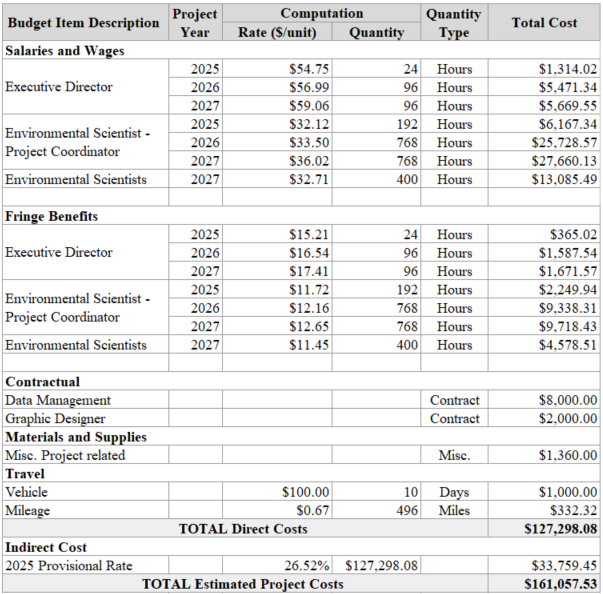 Budget Item Description Project Year Computation Quantity Type Total Cost
Rate ($/unit) Quantity
Salaries and Wages
Executive Director 2025 $54.75 24 Hours $1,314.02
2026 $56.99 96 Hours $5,471.34
2027 $59.06 96 Hours $5,669.55
Environmental Scientist - Project Coordinator 2025 $32.12 192 Hours $6,167.34
2026 $33.50 768 Hours $25,728.57
2027 $36.02 768 Hours $27,660.13
Environmental Scientists 2027 $32.71 400 Hours $13,085.49
Fringe Benefits
Executive Director 2025 $15.21 24 Hours $365.02
2026 $16.54 96 Hours $1,587.54
2027 $17.41 96 Hours $1,671.57
Environmental Scientist - Project Coordinator 2025 $11.72 192 Hours $2,249.94
2026 $12.16 768 Hours $9,338.31
2027 $12.65 768 Hours $9,718.43
Environmental Scientists 2027 $11.45 400 Hours $4,578.51
Contractual
Data Management Contract $8,000.00
Graphic Designer Contract $2,000.00
Materials and Supplies
Misc. Project related Misc. $1,360.00
Travel
Vehicle $100.00 10 Days $1,000.00
Mileage $0.67 496 Miles $332.32
TOTAL Direct Costs $127,298.08
Indirect Cost
2025 Provisional Rate 26.52% $127,298.08 $33,759.45
TOTAL Estimated Project Costs $161,057.53